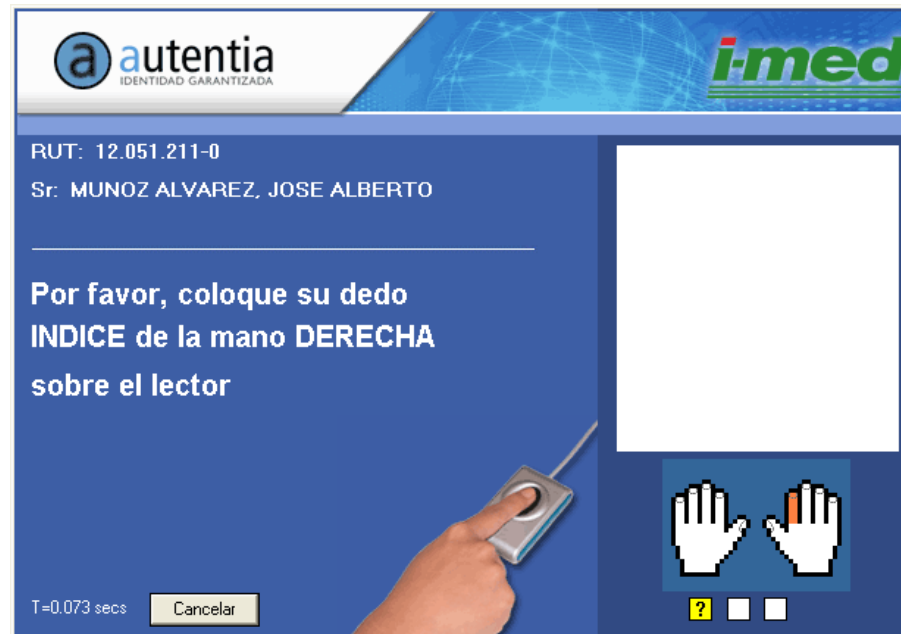 a autentia
IDENTIDAD GARANTIZADA
i-med
RUT: 12.051.211-0
Sr: MUNOZ ALVAREZ, JOSE ALBERTO
Por favor, coloque su dedo
INDICE de la mano DERECHA
sobre el lector
T=0.073 secs
Cancelar
?